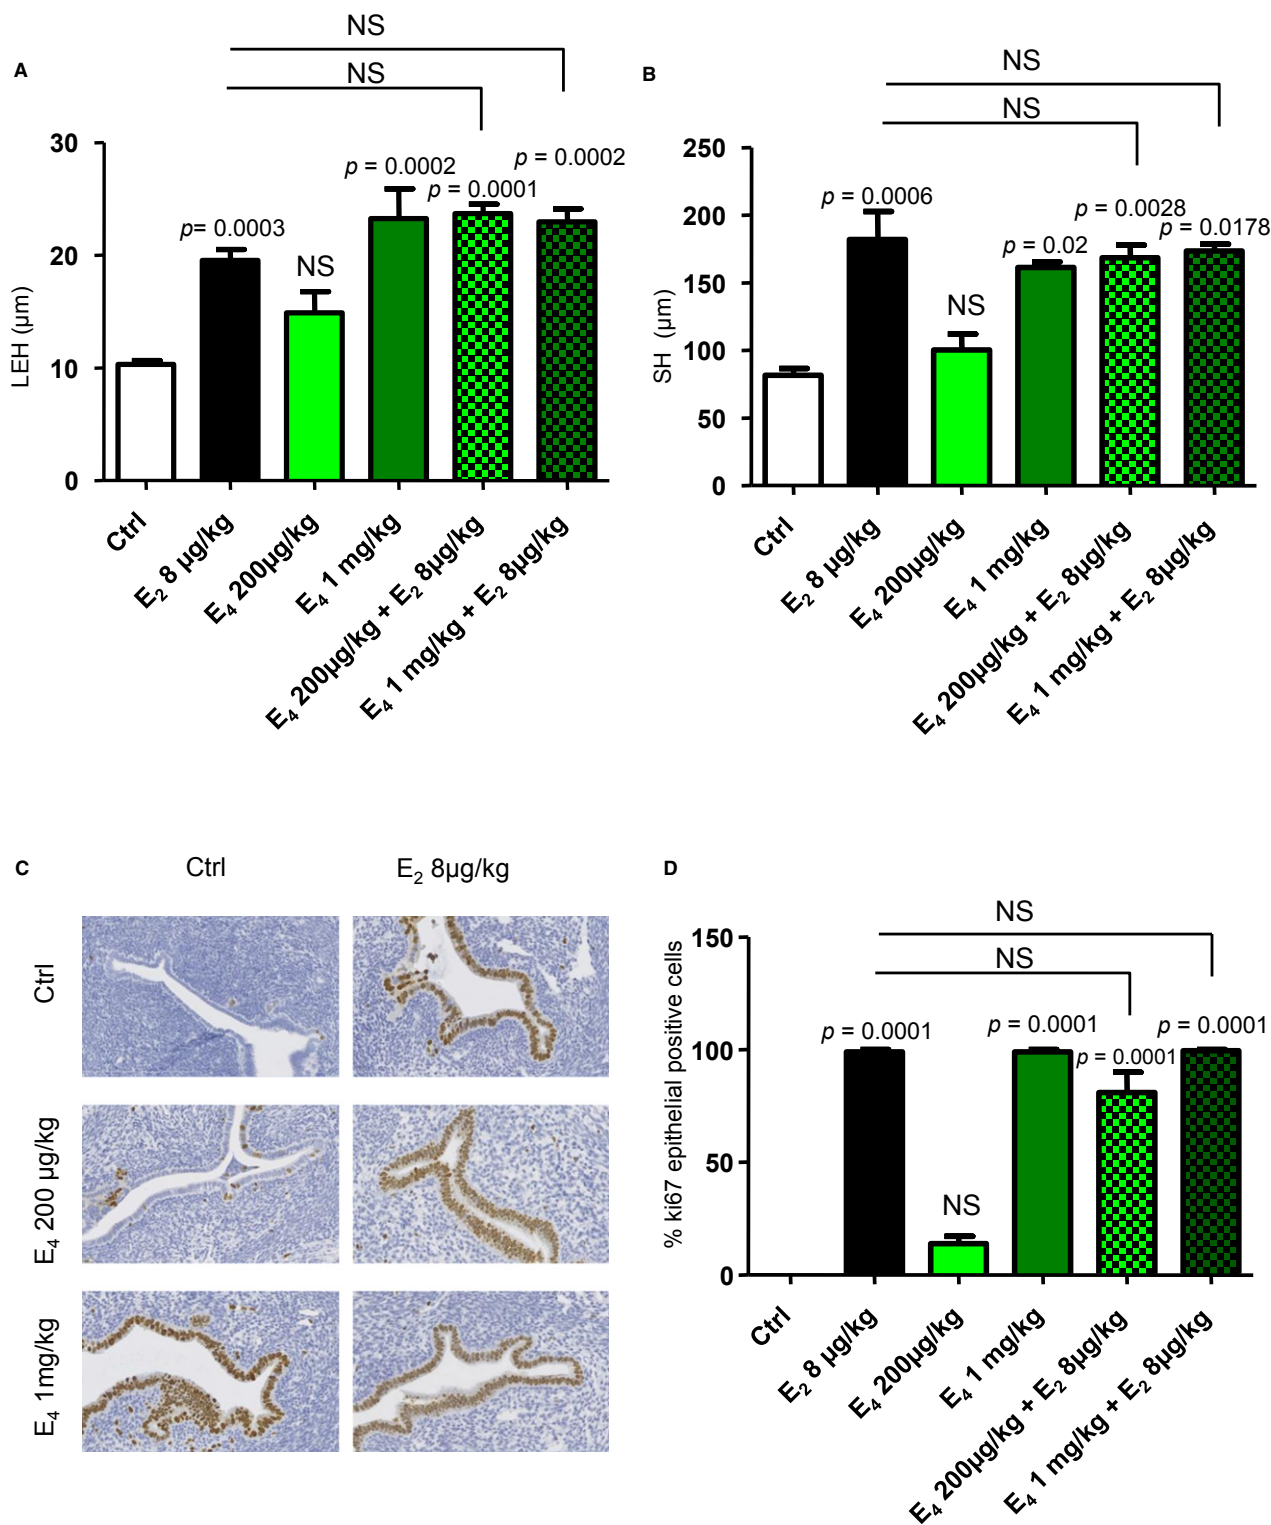 A
NS
NS
30
20
10
0
LEH (µm)
p= 0.0003
NS
p = 0.0002
p = 0.0001
p = 0.0002
Ctrl
E2 8 µg/kg
E4 200µg/kg
E4 1 mg/kg
E4 200µg/kg + E2 8µg/kg
E4 1 mg/kg + E2 8µg/kg
B
NS
NS
250
200
150
100
50
0
SH (µm)
p = 0.0006
NS
p = 0.02
p = 0.0028
p = 0.0178
Ctrl
E2 8 µg/kg
E4 200µg/kg
E4 1 mg/kg
E4 200µg/kg + E2 8µg/kg
E4 1 mg/kg + E2 8µg/kg
C
Ctrl
E2 8µg/kg
Ctrl
E4 200 µg/kg
E4 1mg/kg
D
NS
NS
150
100
50
0
% ki67 epithelial positive cells
p = 0.0001
NS
p = 0.0001
p = 0.0001
p = 0.0001
Ctrl
E2 8 µg/kg
E4 200µg/kg
E4 1 mg/kg
E4 200µg/kg + E2 8µg/kg
E4 1 mg/kg + E2 8µg/kg